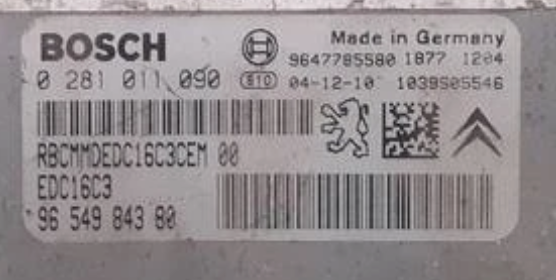 BOSCH
Made in Germany
9647785580 1877 1204
0 281 011 090 E10 04-12-10 1039S05546
RBCMMDEDC16C3CEM 00
EDC16C3
96 549 843 80